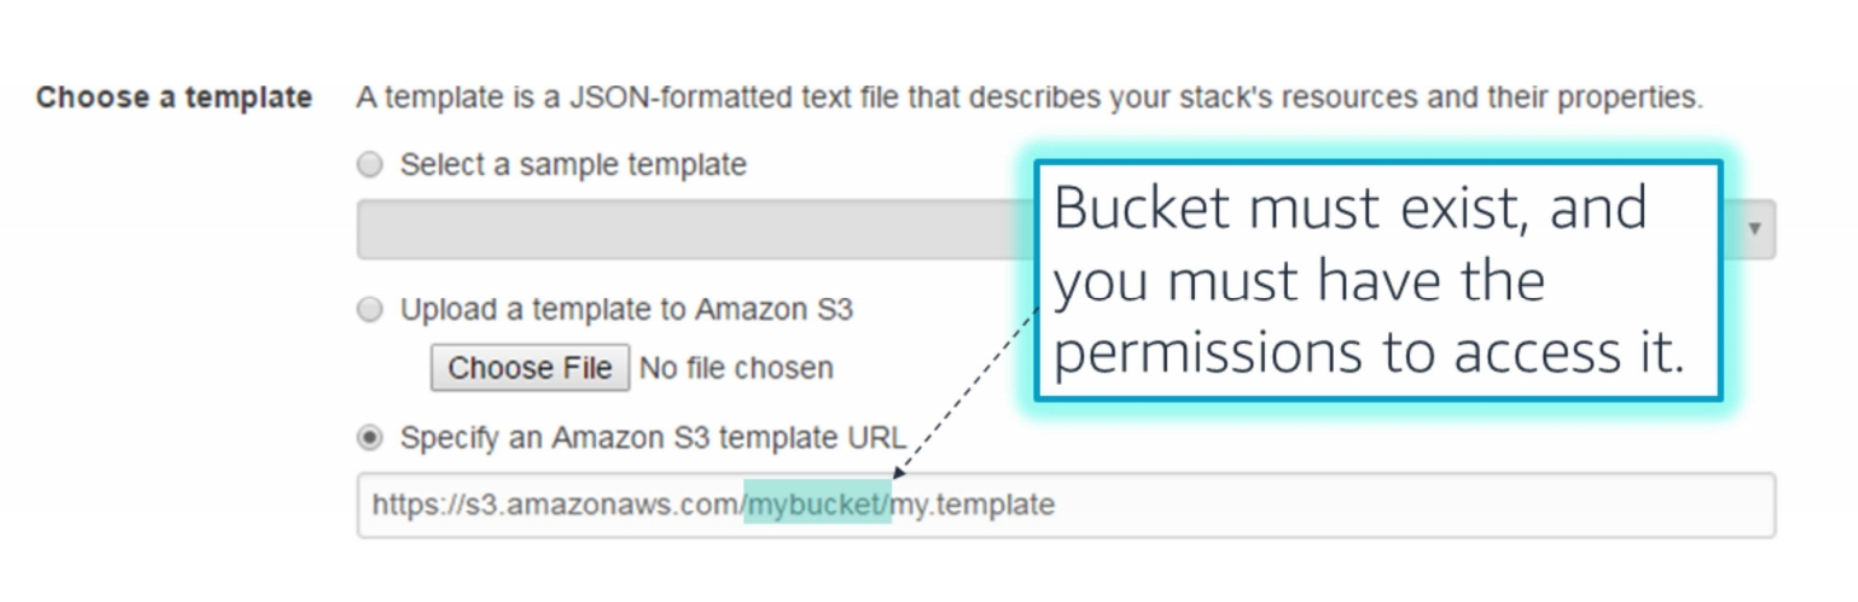 Choose a template
A template is a JSON-formatted text file that describes your stack's resources and their properties.
Select a sample template
Bucket must exist, and
you must have the
permissions to access it.
Upload a template to Amazon S3
Choose File No file chosen
Specify an Amazon S3 template URL
https://s3.amazonaws.com/mybucket/my.template